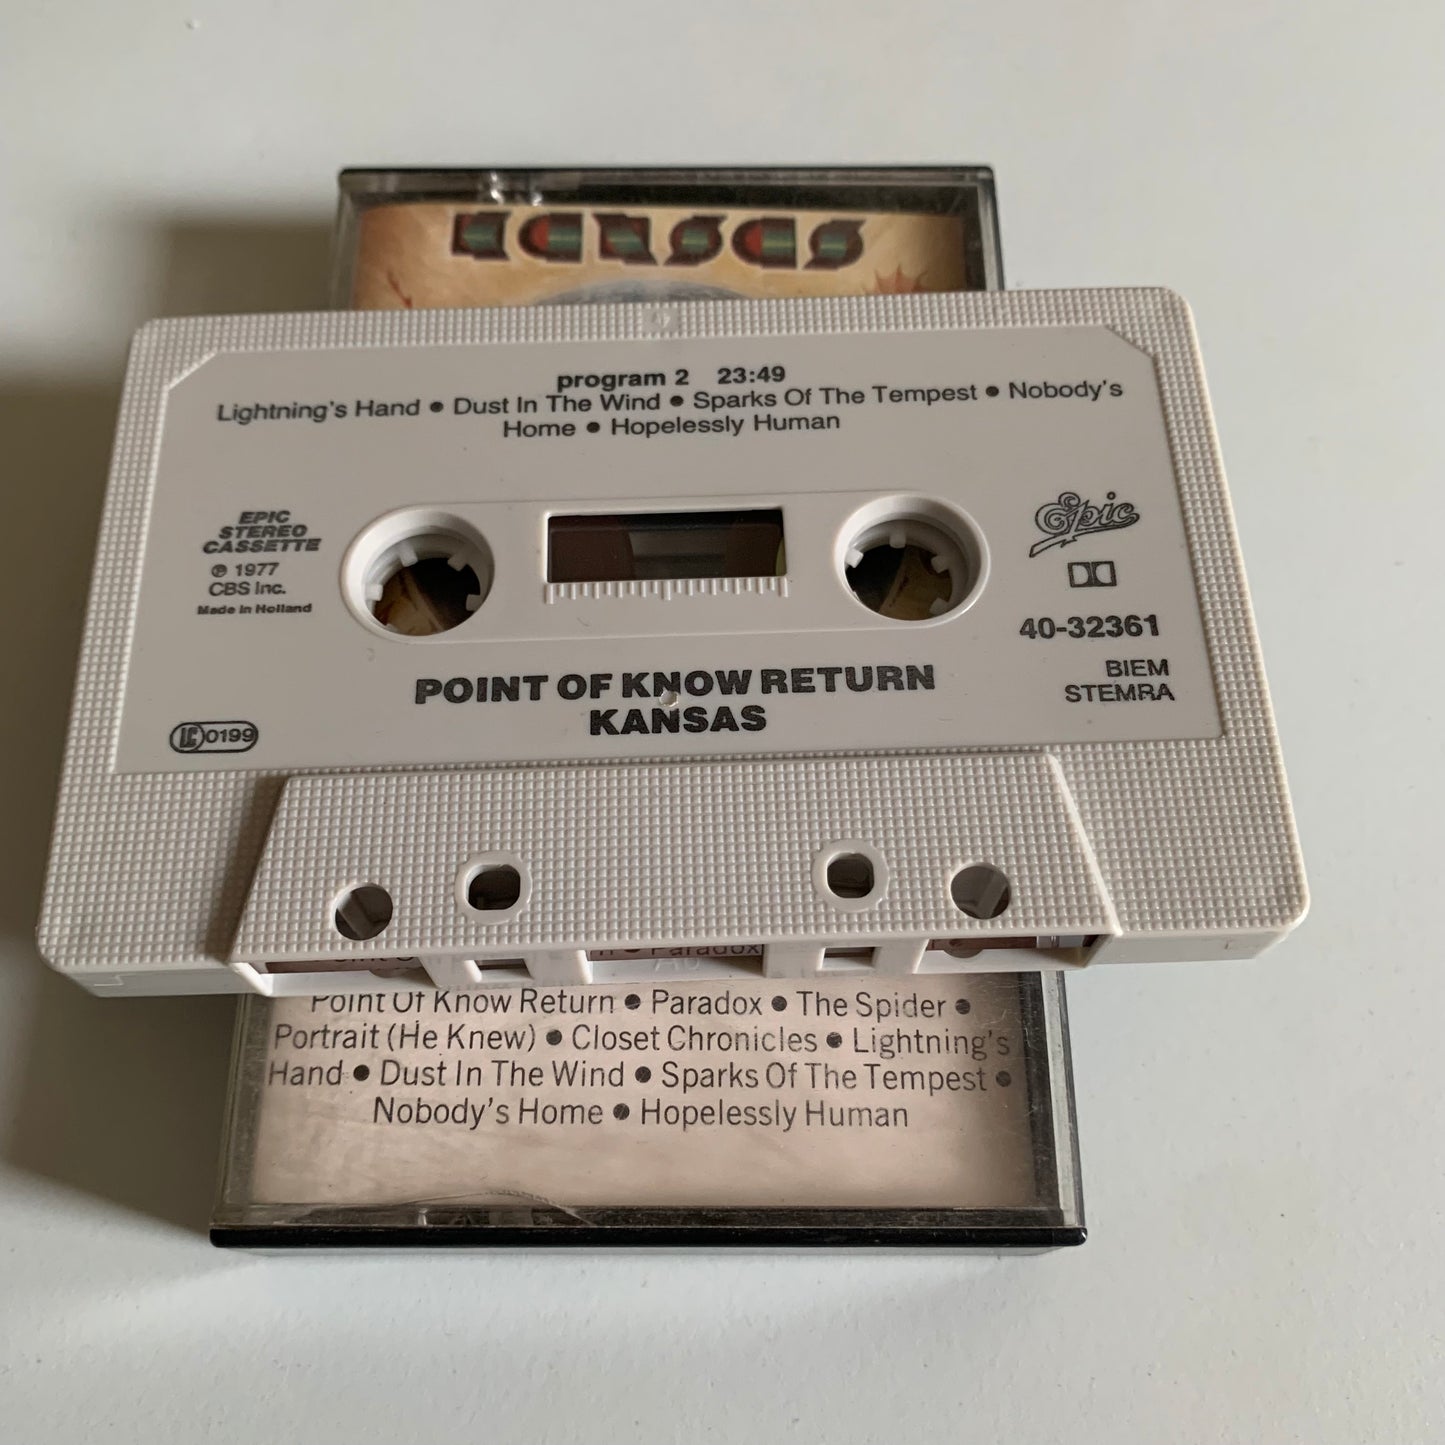 KANSAS
program 2 23:49
Lightning's Hand ● Dust In The Wind ● Sparks Of The Tempest ● Nobody's
Home ● Hopelessly Human
EPIC
STEREO
CASSETTE
℗ 1977
CBS Inc.
Made in Holland
Epic
40-32361
BIEM
STEMRA
POINT OF KNOW RETURN
KANSAS
LC 0199
Paradox
Point Of Know Return ● Paradox ● The Spider ●
Portrait (He Knew) ● Closet Chronicles ● Lightning's
Hand ● Dust In The Wind ● Sparks Of The Tempest ●
Nobody's Home ● Hopelessly Human